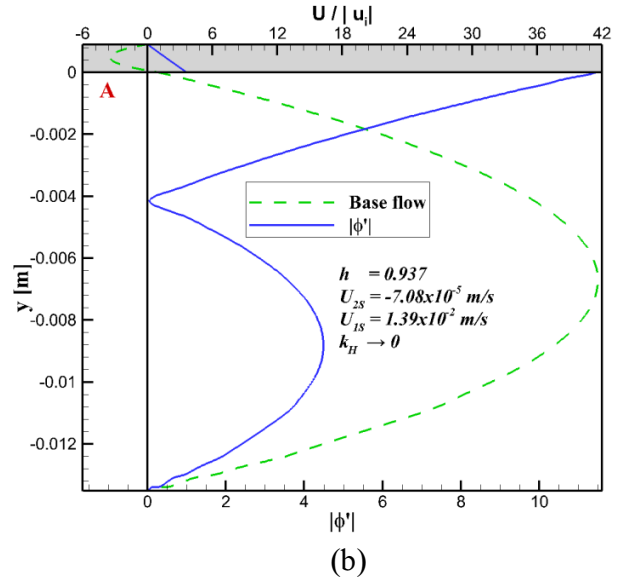 U / | uᵢ|
-6 0 6 12 18 24 30 36 42
0
A
-0.002
-0.004
Base flow
|ϕ'|
-0.006
y [m]
h = 0.937
U₂S = -7.08x10⁻⁵ m/s
-0.008
U₁S = 1.39x10⁻² m/s
k_H → 0
-0.01
-0.012
0 2 4 6 8 10
|ϕ'|
(b)